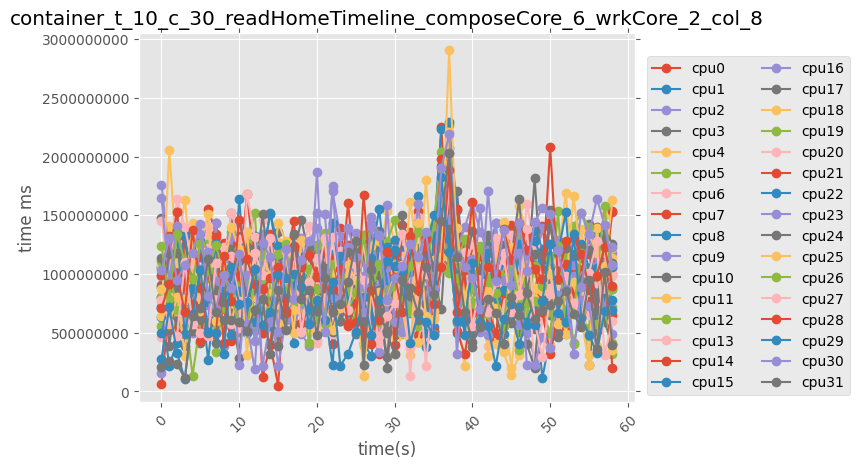 container_t_10_c_30_readHomeTimeline_composeCore_6_wrkCore_2_col_8
time ms
3000000000
2500000000
2000000000
1500000000
1000000000
500000000
0
0
10
20
30
40
50
60
time(s)
cpu0
cpu1
cpu2
cpu3
cpu4
cpu5
cpu6
cpu7
cpu8
cpu9
cpu10
cpu11
cpu12
cpu13
cpu14
cpu15
cpu16
cpu17
cpu18
cpu19
cpu20
cpu21
cpu22
cpu23
cpu24
cpu25
cpu26
cpu27
cpu28
cpu29
cpu30
cpu31